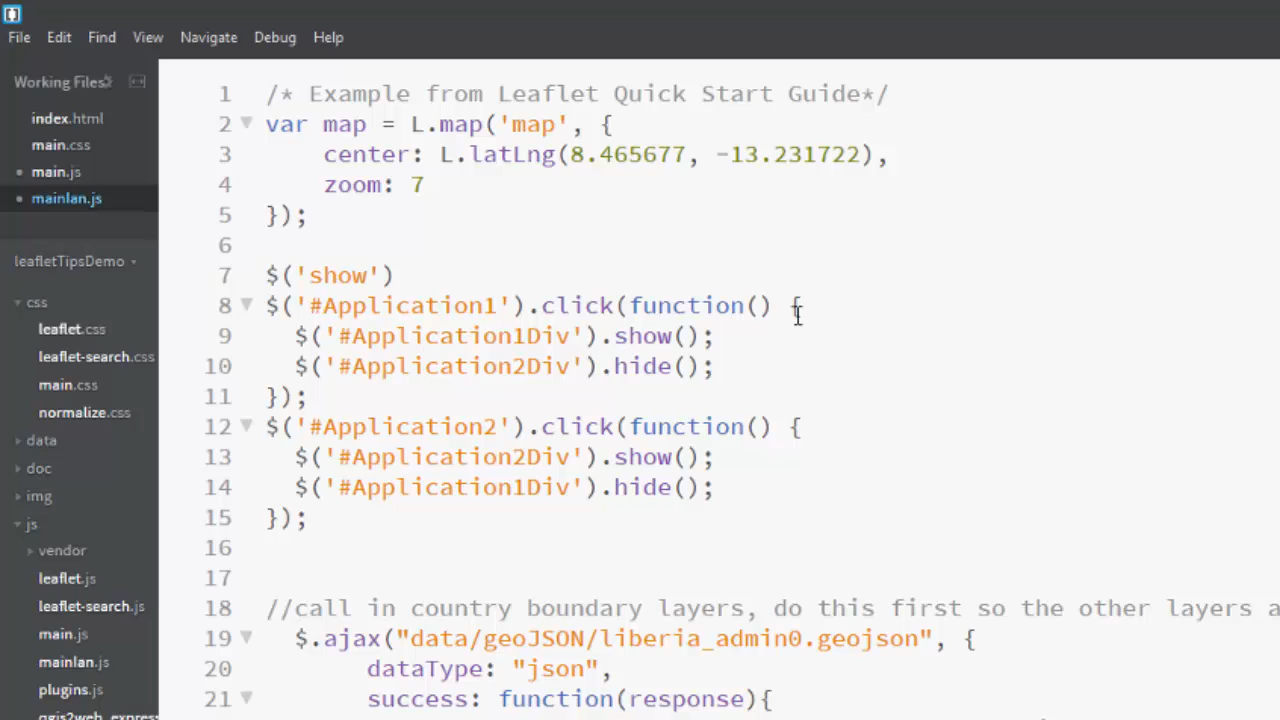 File Edit Find View Navigate Debug Help
Working Files
index.html
main.css
main.js
mainlan.js
leafletTipsDemo
css
leaflet.css
leaflet-search.css
main.css
normalize.css
data
doc
img
js
vendor
leaflet.js
leaflet-search.js
main.js
mainlan.js
plugins.js
qgis2web_express
1 /* Example from Leaflet Quick Start Guide*/
2 var map = L.map('map', {
3 center: L.latLng(8.465677, -13.231722),
4 zoom: 7
5 });
6
7 $('show')
8 $('#Application1').click(function() {
9 $('#Application1Div').show();
10 $('#Application2Div').hide();
11 });
12 $('#Application2').click(function() {
13 $('#Application2Div').show();
14 $('#Application1Div').hide();
15 });
16
17
18 //call in country boundary layers, do this first so the other layers a
19 $.ajax("data/geoJSON/liberia_admin0.geojson", {
20 dataType: "json",
21 success: function(response){